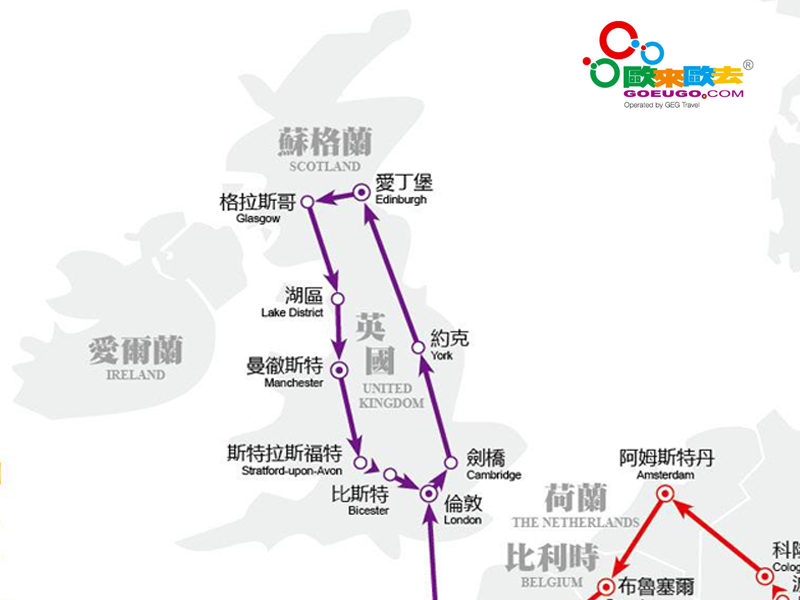 歐來歐去®
GOEUGO.COM
Operated by GEG Travel
蘇格蘭
SCOTLAND
愛丁堡
Edinburgh
格拉斯哥
Glasgow
湖區
Lake District
英
國
UNITED
KINGDOM
約克
York
愛爾蘭
IRELAND
曼徹斯特
Manchester
斯特拉斯福特
Stratford-upon-Avon
劍橋
Cambridge
比斯特
Bicester
倫敦
London
阿姆斯特丹
Amsterdam
荷蘭
THE NETHERLANDS
比利時
BELGIUM
布魯塞爾